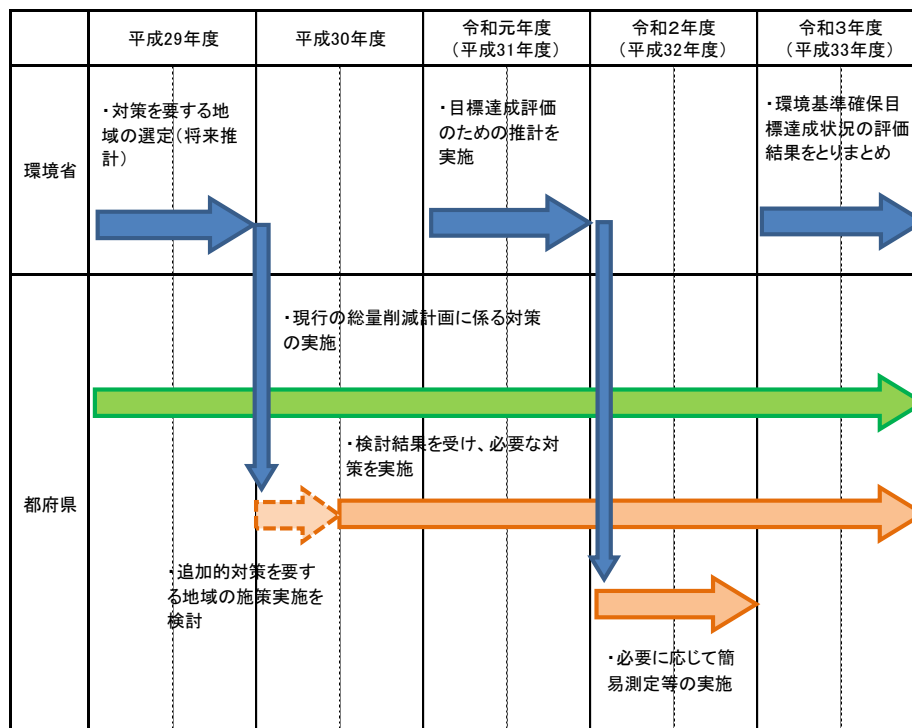 平成29年度
平成30年度
令和元年度
(平成31年度)
令和2年度
(平成32年度)
令和3年度
(平成33年度)
環境省
・対策を要する地
域の選定(将来推
計)
・目標達成評価
のための推計を
実施
・環境基準確保目
標達成状況の評価
結果をとりまとめ
都府県
・現行の総量削減計画に係る対策
の実施
・検討結果を受け、必要な対
策を実施
・追加的対策を要す
る地域の施策実施を
検討
・必要に応じて簡
易測定等の実施